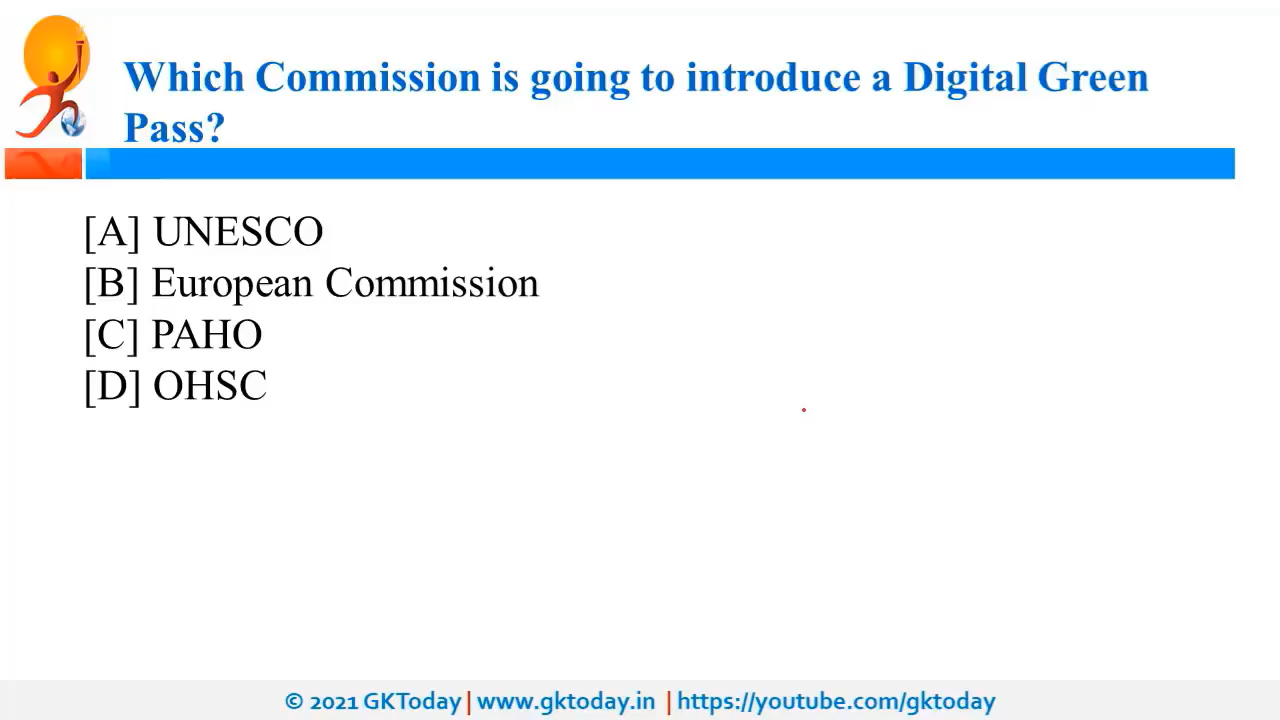 Which Commission is going to introduce a Digital Green
Pass?
[A] UNESCO
[B] European Commission
[C] PAHO
[D] OHSC
© 2021 GKToday | www.gktoday.in | https://youtube.com/gktoday